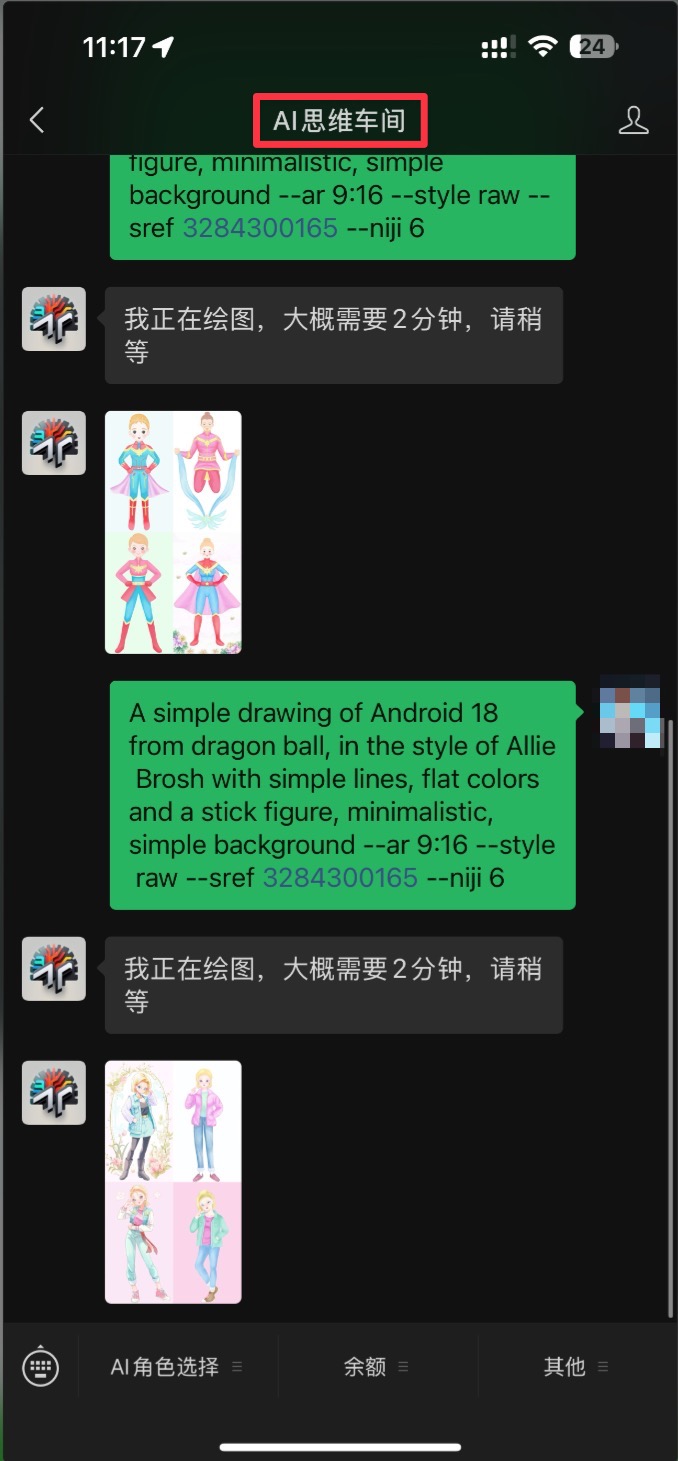 11:17
24
AI思维车间
figure, minimalistic, simple
background --ar 9:16 --style raw --
sref 3284300165 --niji 6
我正在绘图，大概需要2分钟，请稍
等
A simple drawing of Android 18
from dragon ball, in the style of Allie
Brosh with simple lines, flat colors
and a stick figure, minimalistic,
simple background --ar 9:16 --style
raw --sref 3284300165 --niji 6
我正在绘图，大概需要2分钟，请稍
等
AI角色选择
余额
其他